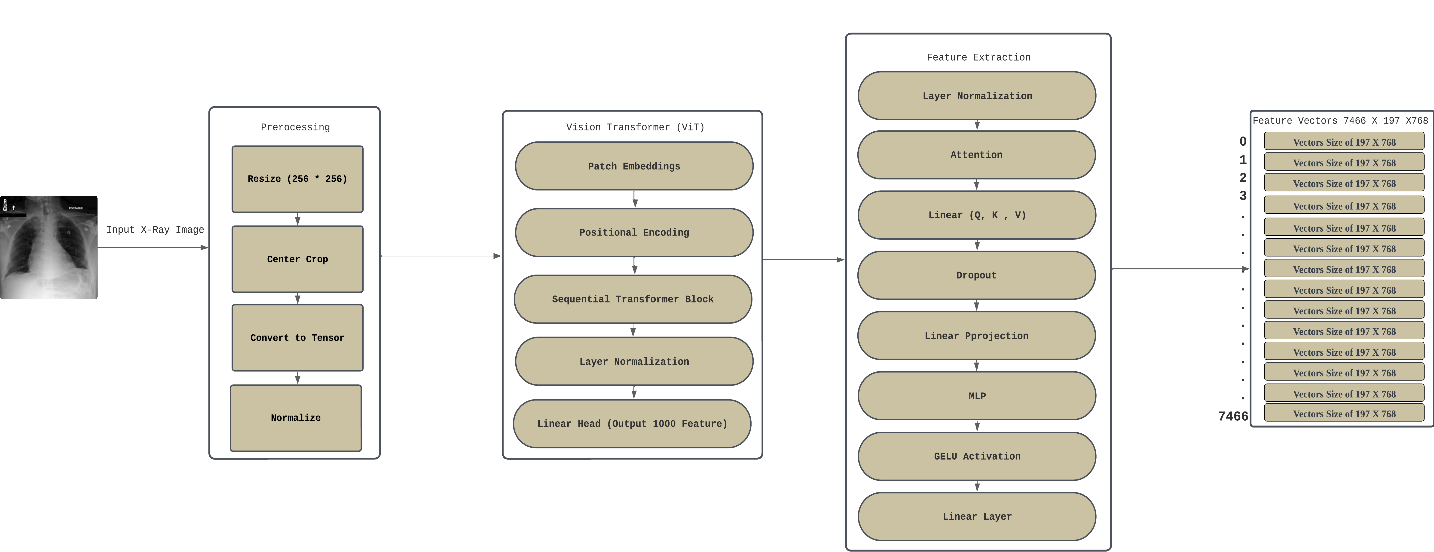 Input X-Ray Image
Prerocessing
Resize (256 * 256)
Center Crop
Convert to Tensor
Normalize
Vision Transformer (ViT)
Patch Embeddings
Positional Encoding
Sequential Transformer Block
Layer Normalization
Linear Head (Output 1000 Feature)
Feature Extraction
Layer Normalization
Attention
Linear (Q, K , V)
Dropout
Linear Pprojection
MLP
GELU Activation
Linear Layer
Feature Vectors 7466 X 197 X768
0 Vectors Size of 197 X 768
1 Vectors Size of 197 X 768
2 Vectors Size of 197 X 768
3 Vectors Size of 197 X 768
. Vectors Size of 197 X 768
. Vectors Size of 197 X 768
. Vectors Size of 197 X 768
. Vectors Size of 197 X 768
. Vectors Size of 197 X 768
. Vectors Size of 197 X 768
. Vectors Size of 197 X 768
. Vectors Size of 197 X 768
. Vectors Size of 197 X 768
7466 Vectors Size of 197 X 768